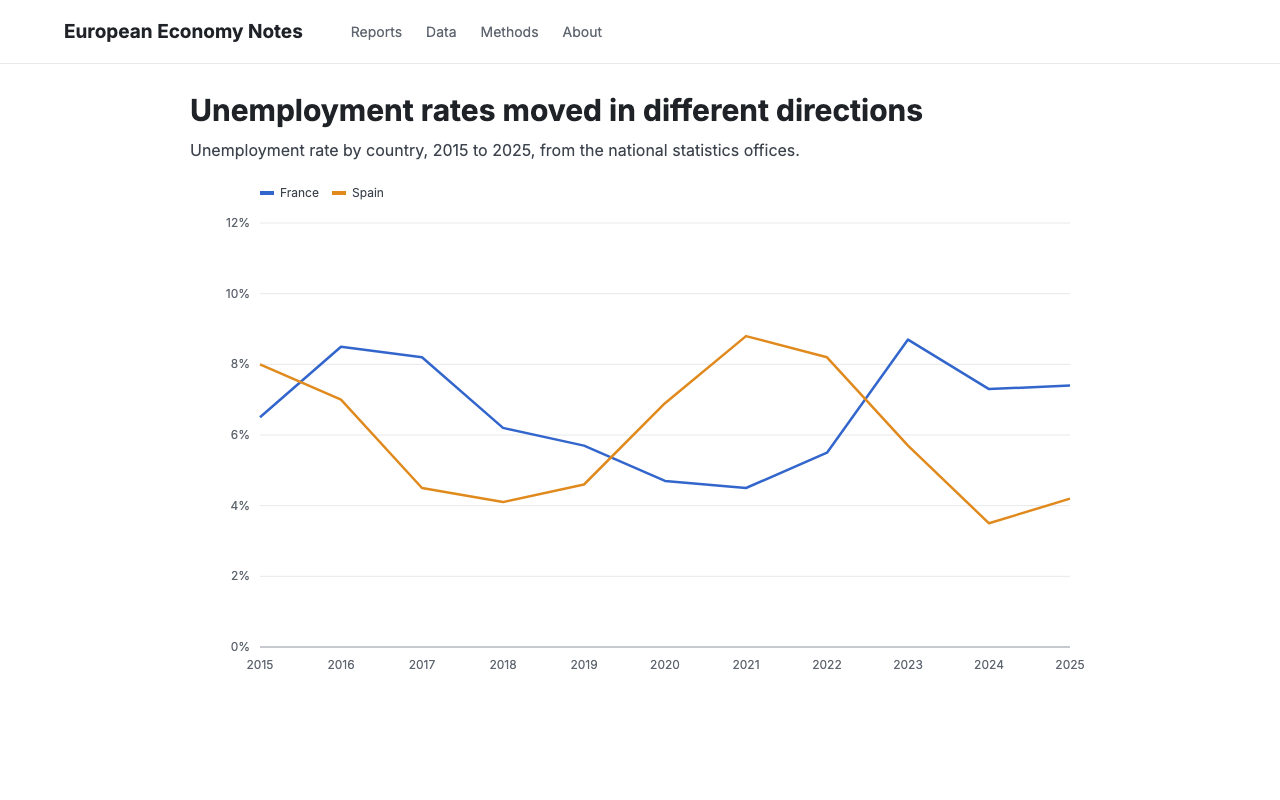 European Economy Notes
Reports Data Methods About
Unemployment rates moved in different directions
Unemployment rate by country, 2015 to 2025, from the national statistics offices.
France Spain
12%
10%
8%
6%
4%
2%
0%
2015 2016 2017 2018 2019 2020 2021 2022 2023 2024 2025